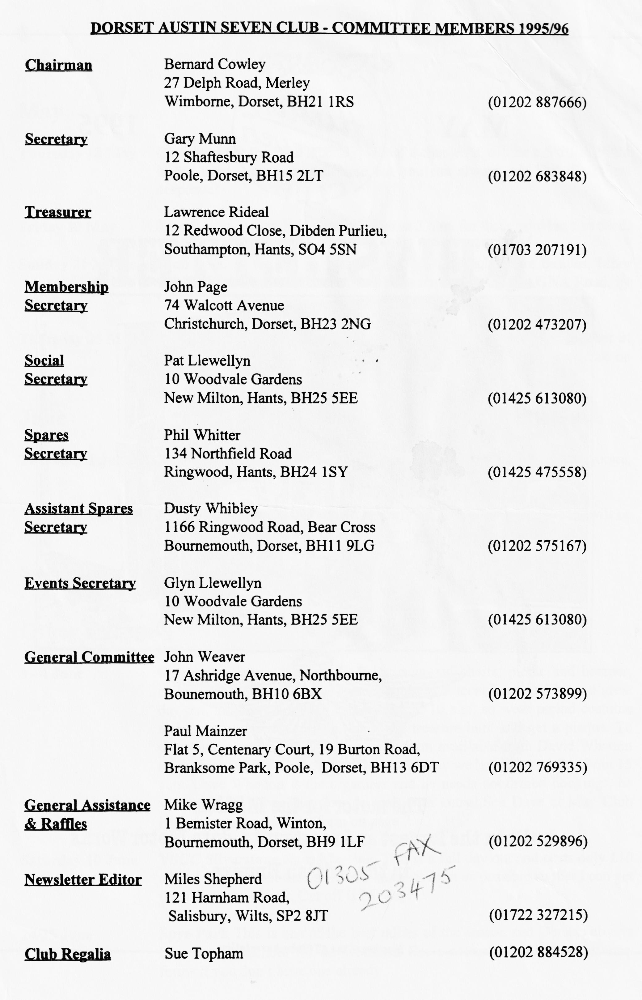 DORSET AUSTIN SEVEN CLUB - COMMITTEE MEMBERS 1995/96
Chairman Bernard Cowley
27 Delph Road, Merley
Wimborne, Dorset, BH21 1RS (01202 887666)
Secretary Gary Munn
12 Shaftesbury Road
Poole, Dorset, BH15 2LT (01202 683848)
Treasurer Lawrence Rideal
12 Redwood Close, Dibden Purlieu,
Southampton, Hants, SO4 5SN (01703 207191)
Membership John Page
Secretary 74 Walcott Avenue
Christchurch, Dorset, BH23 2NG (01202 473207)
Social Pat Llewellyn
Secretary 10 Woodvale Gardens
New Milton, Hants, BH25 5EE (01425 613080)
Spares Phil Whitter
Secretary 134 Northfield Road
Ringwood, Hants, BH24 1SY (01425 475558)
Assistant Spares Dusty Whibley
Secretary 1166 Ringwood Road, Bear Cross
Bournemouth, Dorset, BH11 9LG (01202 575167)
Events Secretary Glyn Llewellyn
10 Woodvale Gardens
New Milton, Hants, BH25 5EE (01425 613080)
General Committee John Weaver
17 Ashridge Avenue, Northbourne,
Bounemouth, BH10 6BX (01202 573899)
Paul Mainzer
Flat 5, Centenary Court, 19 Burton Road,
Branksome Park, Poole, Dorset, BH13 6DT (01202 769335)
General Assistance Mike Wragg
& Raffles 1 Bemister Road, Winton,
Bournemouth, Dorset, BH9 1LF (01202 529896)
FAX
01305
203475
Newsletter Editor Miles Shepherd
121 Harnham Road,
Salisbury, Wilts, SP2 8JT (01722 327215)
Club Regalia Sue Topham (01202 884528)